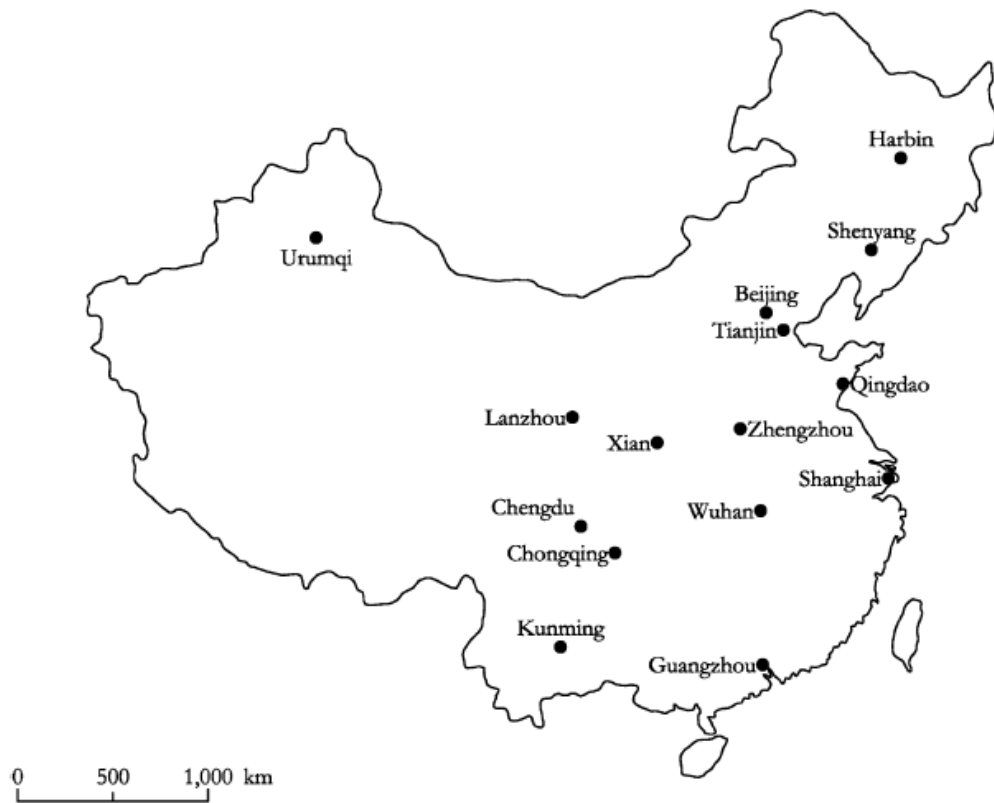 Harbin
Shenyang
Urumqi
Beijing
Tianjin
Qingdao
Lanzhou
Zhengzhou
Xian
Shanghai
Chengdu
Wuhan
Chongqing
Kunming
Guangzhou
0 500 1,000 km